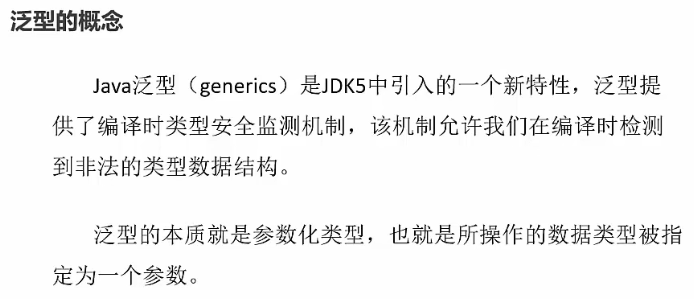 泛型的概念
Java泛型（generics）是JDK5中引入的一个新特性，泛型提
供了编译时类型安全监测机制，该机制允许我们在编译时检测
到非法的类型数据结构。
泛型的本质就是参数化类型，也就是所操作的数据类型被指
定为一个参数。